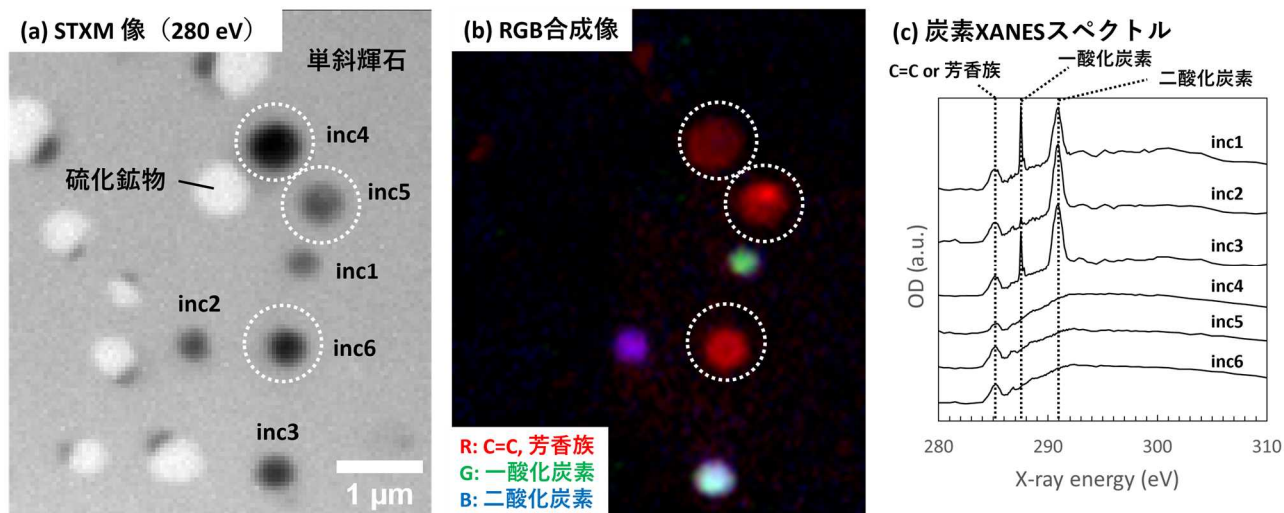 (a) STXM 像（280 eV）
単斜輝石
inc4
硫化鉱物
inc5
inc1
inc2
inc6
inc3
1 μm
(b) RGB合成像
R: C=C, 芳香族
G: 一酸化炭素
B: 二酸化炭素
(c) 炭素XANESスペクトル
C=C or 芳香族
一酸化炭素
二酸化炭素
inc1
inc2
inc3
inc4
inc5
inc6
OD (a.u.)
280 290 300 310
X-ray energy (eV)